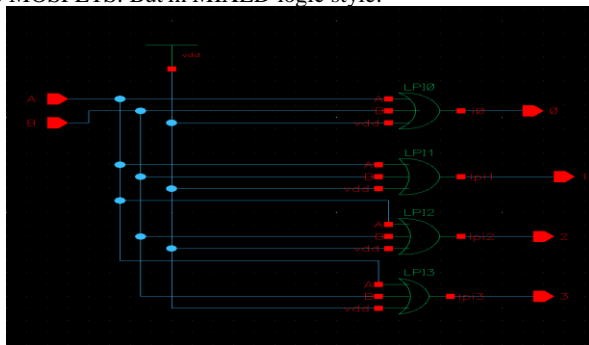 MOSFETS. But in MIXED logic style.
vdd
LPI0
A
A
B
i0
0
B
vdd
LPI1
A
B
lpi1
1
vdd
LPI2
A
B
lpi2
2
vdd
LPI3
A
B
lpi3
3
vdd